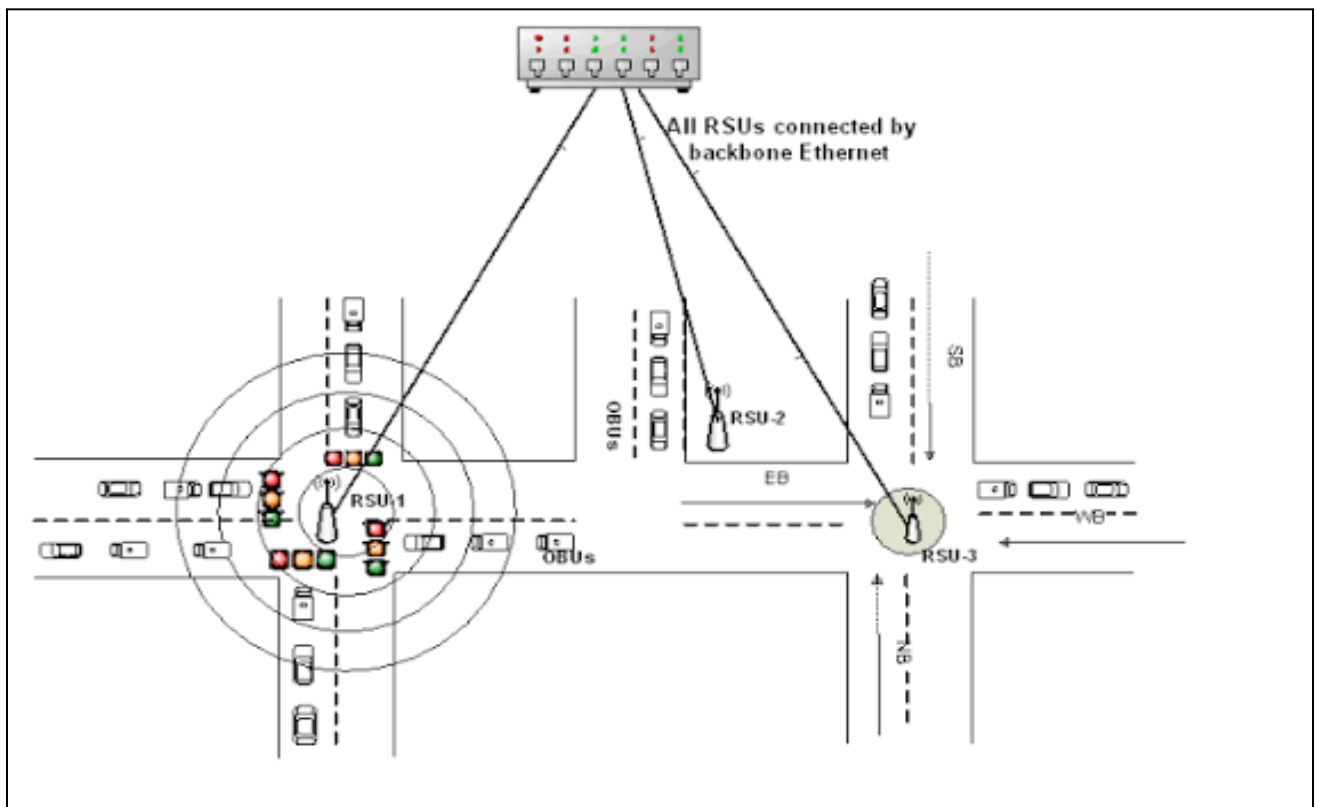 All RSUs connected by
backbone Ethernet
SB
OBUs
RSU-2
EB
RSU-1
WB
OBUs
RSU-3
NB